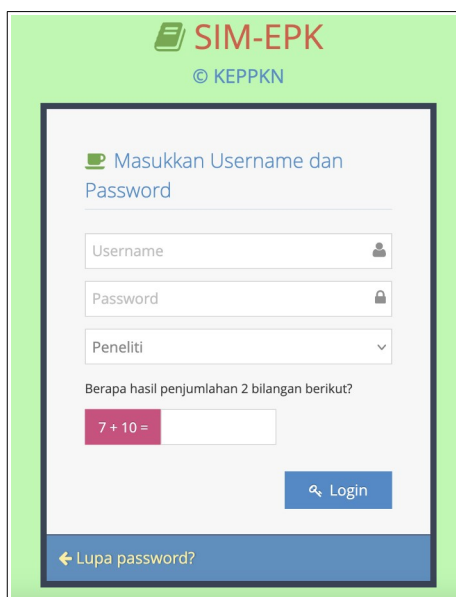 SIM-EPK
© KEPPKN
Masukkan Username dan
Password
Username
Password
Peneliti
Berapa hasil penjumlahan 2 bilangan berikut?
7 + 10 =
Login
Lupa password?